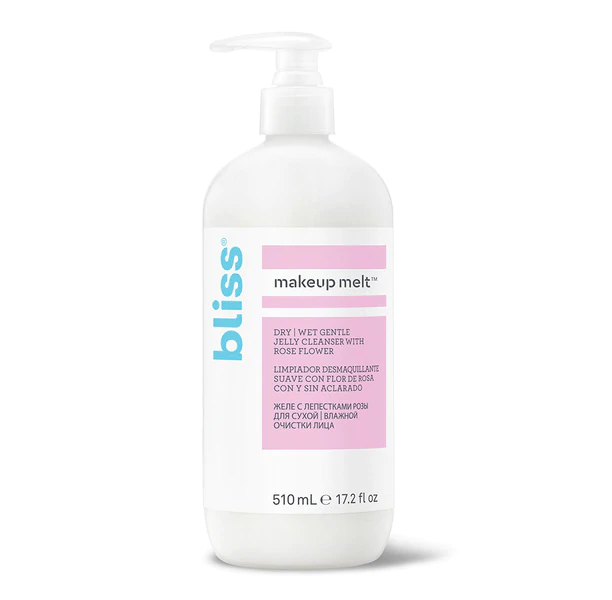 bliss®
makeup melt™
DRY | WET GENTLE
JELLY CLEANSER WITH
ROSE FLOWER
LIMPIADOR DESMAQUILLANTE
SUAVE CON FLOR DE ROSA
CON Y SIN ACLARADO
ЖЕЛЕ С ЛЕПЕСТКАМИ РОЗЫ
ДЛЯ СУХОЙ | ВЛАЖНОЙ
ОЧИСТКИ ЛИЦА
510 mL ℮ 17.2 fl oz